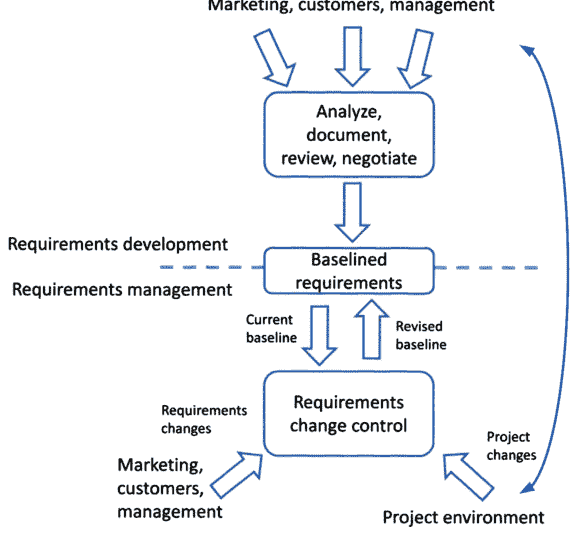 Marketing, customers, management
Analyze,
document,
review, negotiate
Requirements development
Baselined
requirements
Requirements management
Current
baseline
Revised
baseline
Requirements
change control
Requirements
changes
Project
changes
Marketing,
customers,
management
Project environment